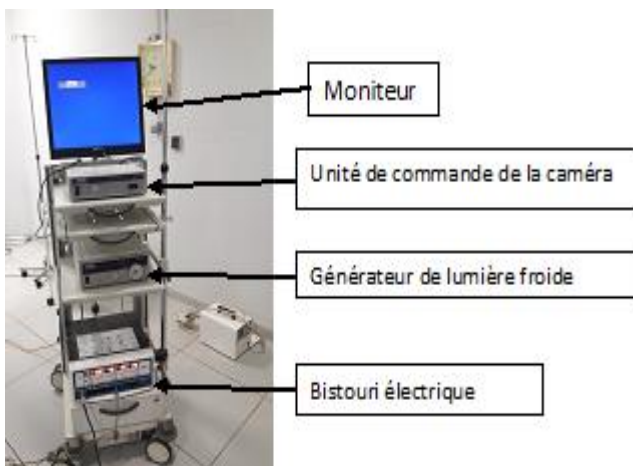 Moniteur
Unité de commande de la caméra
Générateur de lumière froide
Bistouri électrique